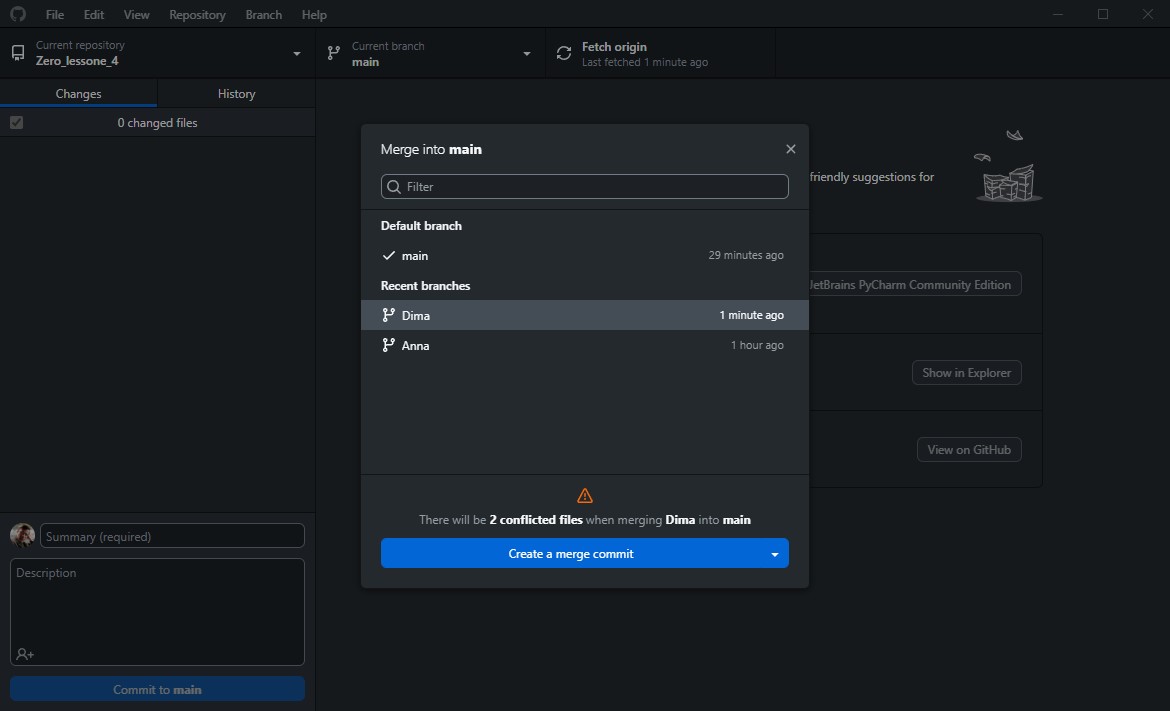 File Edit View Repository Branch Help
Current repository
Zero_lessone_4
Current branch
main
Fetch origin
Last fetched 1 minute ago
Changes
History
0 changed files
Merge into main
Filter
Default branch
main 29 minutes ago
Recent branches
Dima 1 minute ago
Anna 1 hour ago
There will be 2 conflicted files when merging Dima into main
Create a merge commit
friendly suggestions for
JetBrains PyCharm Community Edition
Show in Explorer
View on GitHub
Summary (required)
Description
Commit to main